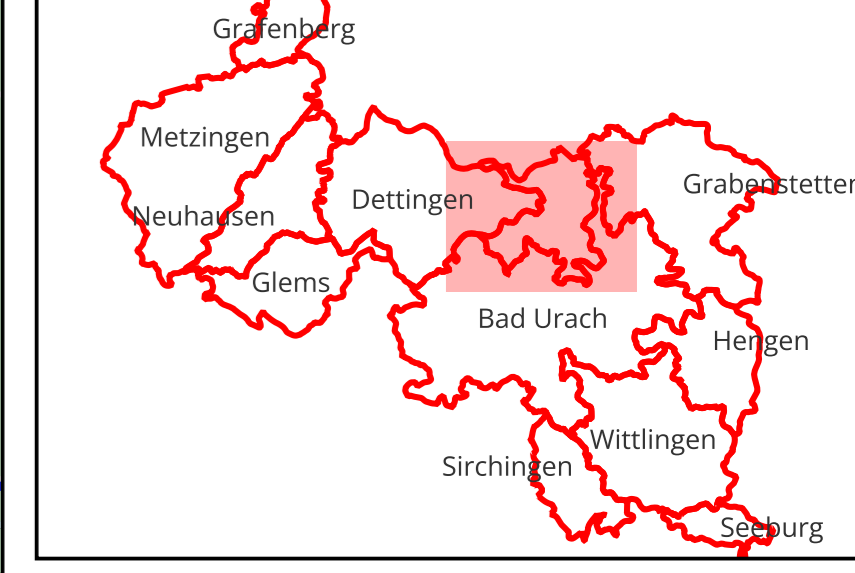 Grafenberg
Metzingen
Grabenstetten
Dettingen
Neuhausen
Glems
Bad Urach
Hengen
Wittlingen
Sirchingen
Seeburg